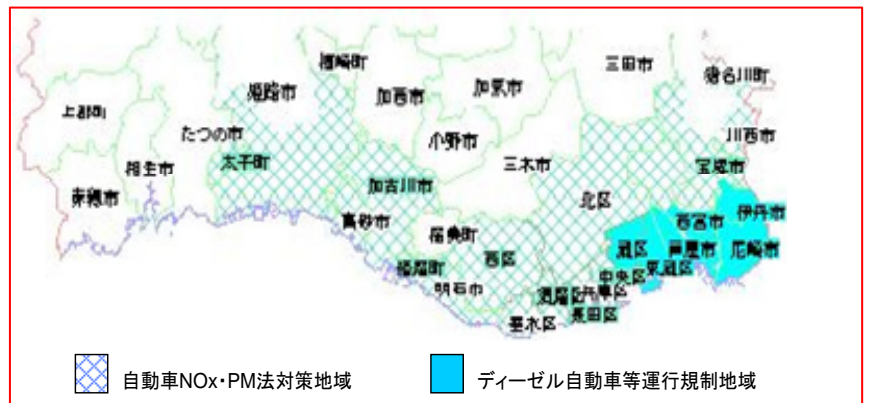 福崎町
三田市
猪名川町
姫路市
加西市
加東市
上郡町
たつの市
小野市
川西市
相生市
太子町
三木市
宝塚市
赤穂市
加古川市
北区
高砂市
稲美町
西宮市
伊丹市
西区
灘区
芦屋市
尼崎市
播磨町
中央区
東灘区
明石市
須磨区
兵庫区
長田区
垂水区
自動車NOx・PM法対策地域
ディーゼル自動車等運行規制地域